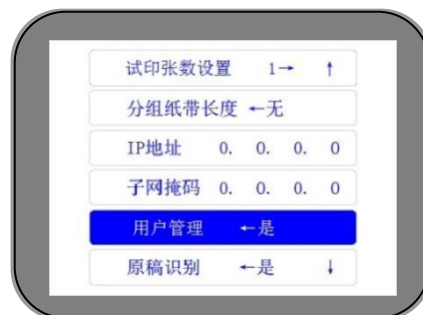 试印张数设置 1→ ↑
分组纸带长度 ←无
IP地址 0. 0. 0. 0
子网掩码 0. 0. 0. 0
用户管理 ←是
原稿识别 ←是 ↓